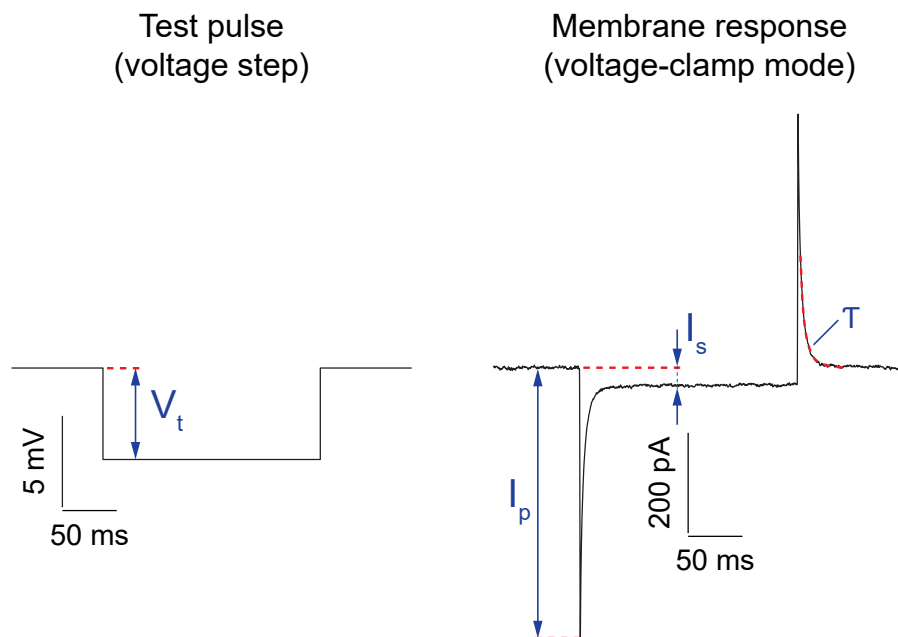 Test pulse
(voltage step)
Membrane response
(voltage-clamp mode)
Vt
5 mV
50 ms
Is
τ
Ip
200 pA
50 ms